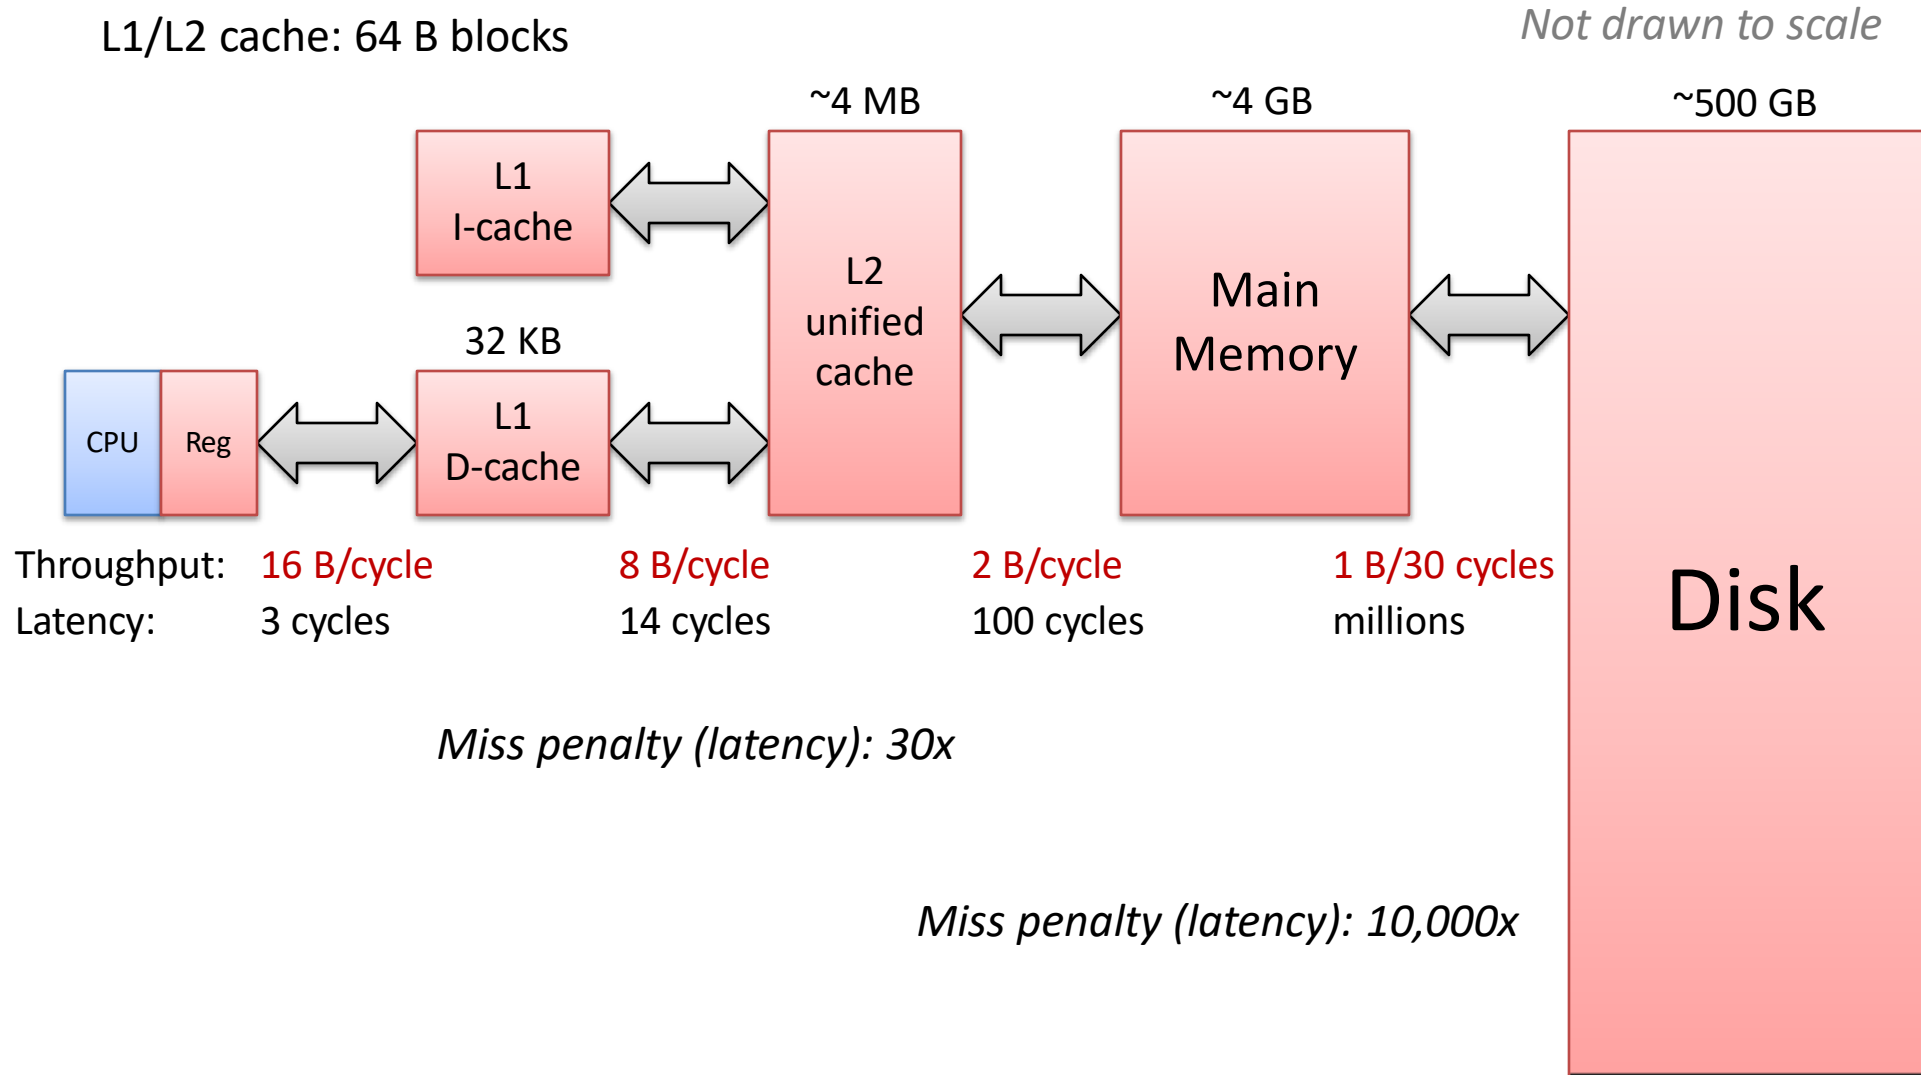 L1/L2 cache: 64 B blocks
Not drawn to scale
~4 MB
~4 GB
~500 GB
L1
I-cache
L2
unified
cache
Main
Memory
32 KB
CPU
Reg
L1
D-cache
Disk
Throughput: 16 B/cycle 8 B/cycle 2 B/cycle 1 B/30 cycles
Latency: 3 cycles 14 cycles 100 cycles millions
Miss penalty (latency): 30x
Miss penalty (latency): 10,000x